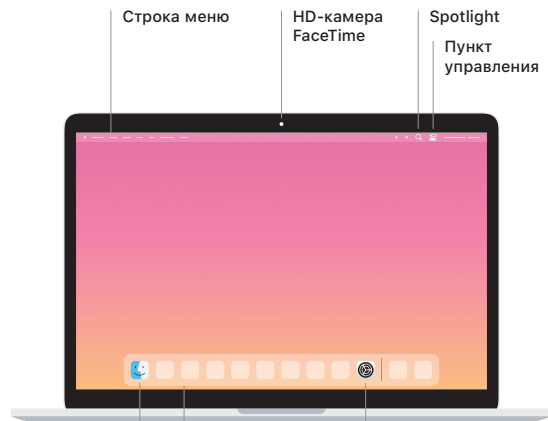 Строка меню
HD-камера
FaceTime
Spotlight
Пункт
управления